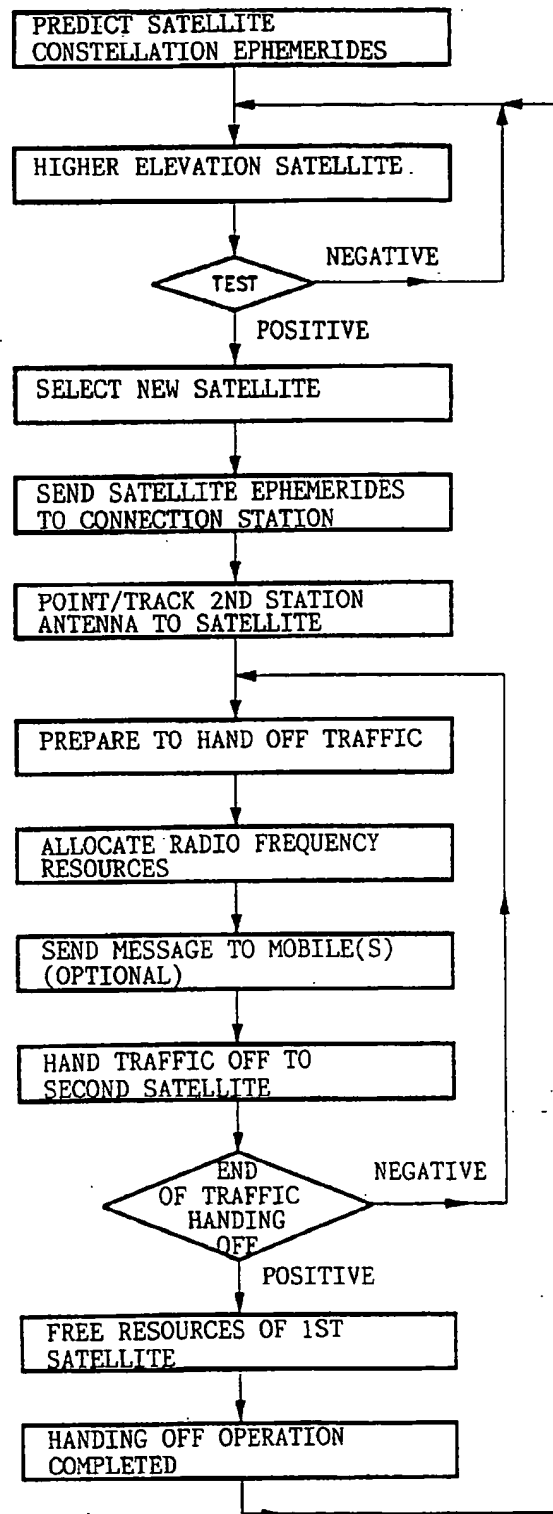 PREDICT SATELLITE
CONSTELLATION EPHEMERIDES
HIGHER ELEVATION SATELLITE.
TEST
NEGATIVE
POSITIVE
SELECT NEW SATELLITE
SEND SATELLITE EPHEMERIDES
TO CONNECTION STATION
POINT/TRACK 2ND STATION
ANTENNA TO SATELLITE
PREPARE TO HAND OFF TRAFFIC
ALLOCATE RADIO FREQUENCY
RESOURCES
SEND MESSAGE TO MOBILE(S)
(OPTIONAL)
HAND TRAFFIC OFF TO
SECOND SATELLITE
END
OF TRAFFIC
HANDING
OFF
NEGATIVE
POSITIVE
FREE RESOURCES OF 1ST
SATELLITE
HANDING OFF OPERATION
COMPLETED